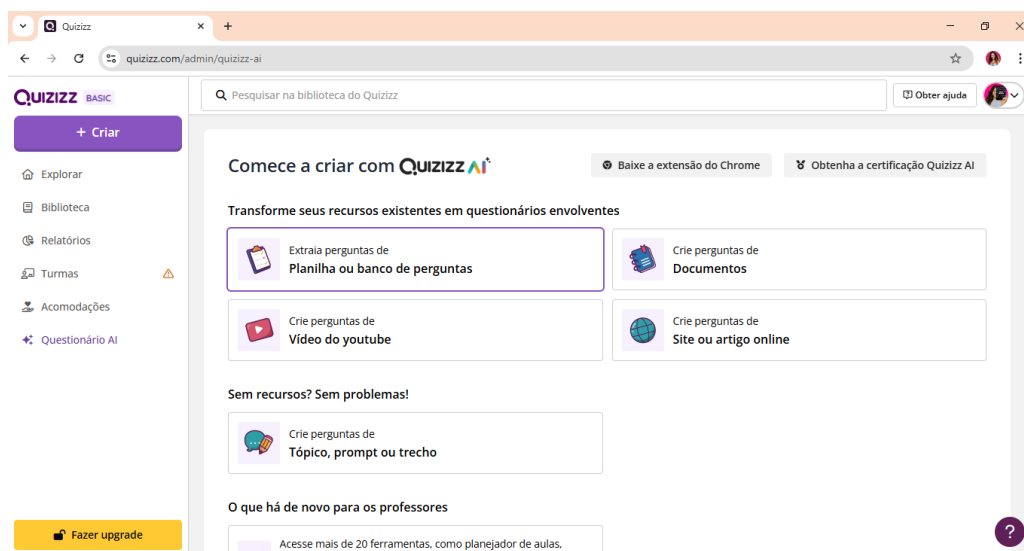 Quizizz
quizizz.com/admin/quizizz-ai
QUIZIZZ BASIC
Pesquisar na biblioteca do Quizizz
Obter ajuda
+ Criar
Explorar
Biblioteca
Relatórios
Turmas
Acomodações
Questionário AI
Fazer upgrade
Comece a criar com QUIZIZZ AI
Baixe a extensão do Chrome
Obtenha a certificação Quizizz AI
Transforme seus recursos existentes em questionários envolventes
Extraia perguntas de
Planilha ou banco de perguntas
Crie perguntas de
Documentos
Crie perguntas de
Vídeo do youtube
Crie perguntas de
Site ou artigo online
Sem recursos? Sem problemas!
Crie perguntas de
Tópico, prompt ou trecho
O que há de novo para os professores
Acesse mais de 20 ferramentas, como planejador de aulas,
?